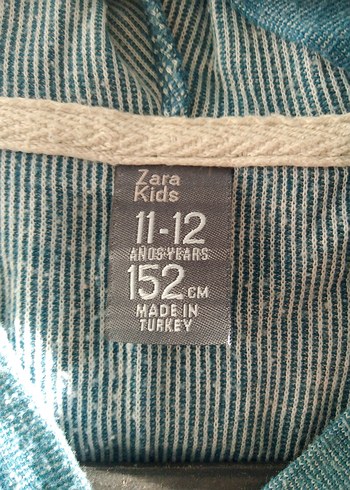 Zara
Kids
11-12
AÑOS-YEARS
152 CM
MADE IN
TURKEY